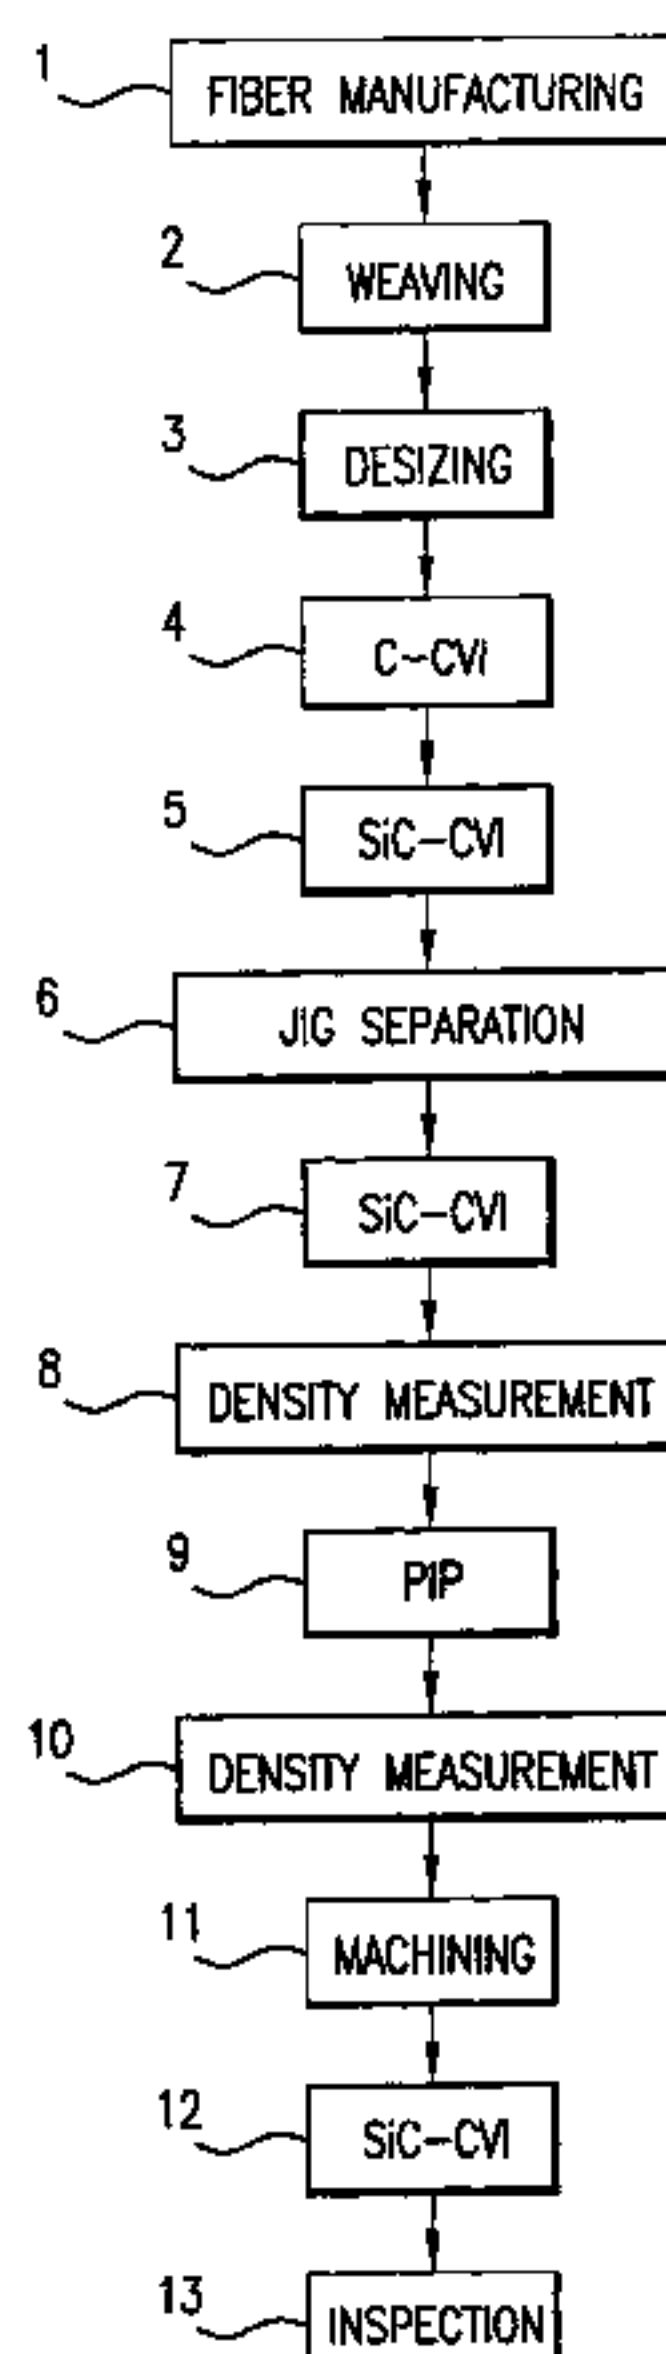 1 FIBER MANUFACTURING
2 WEAVING
3 DESIZING
4 C-CVI
5 SiC-CVI
6 JIG SEPARATION
7 SiC-CVI
8 DENSITY MEASUREMENT
9 PIP
10 DENSITY MEASUREMENT
11 MACHINING
12 SiC-CVI
13 INSPECTION